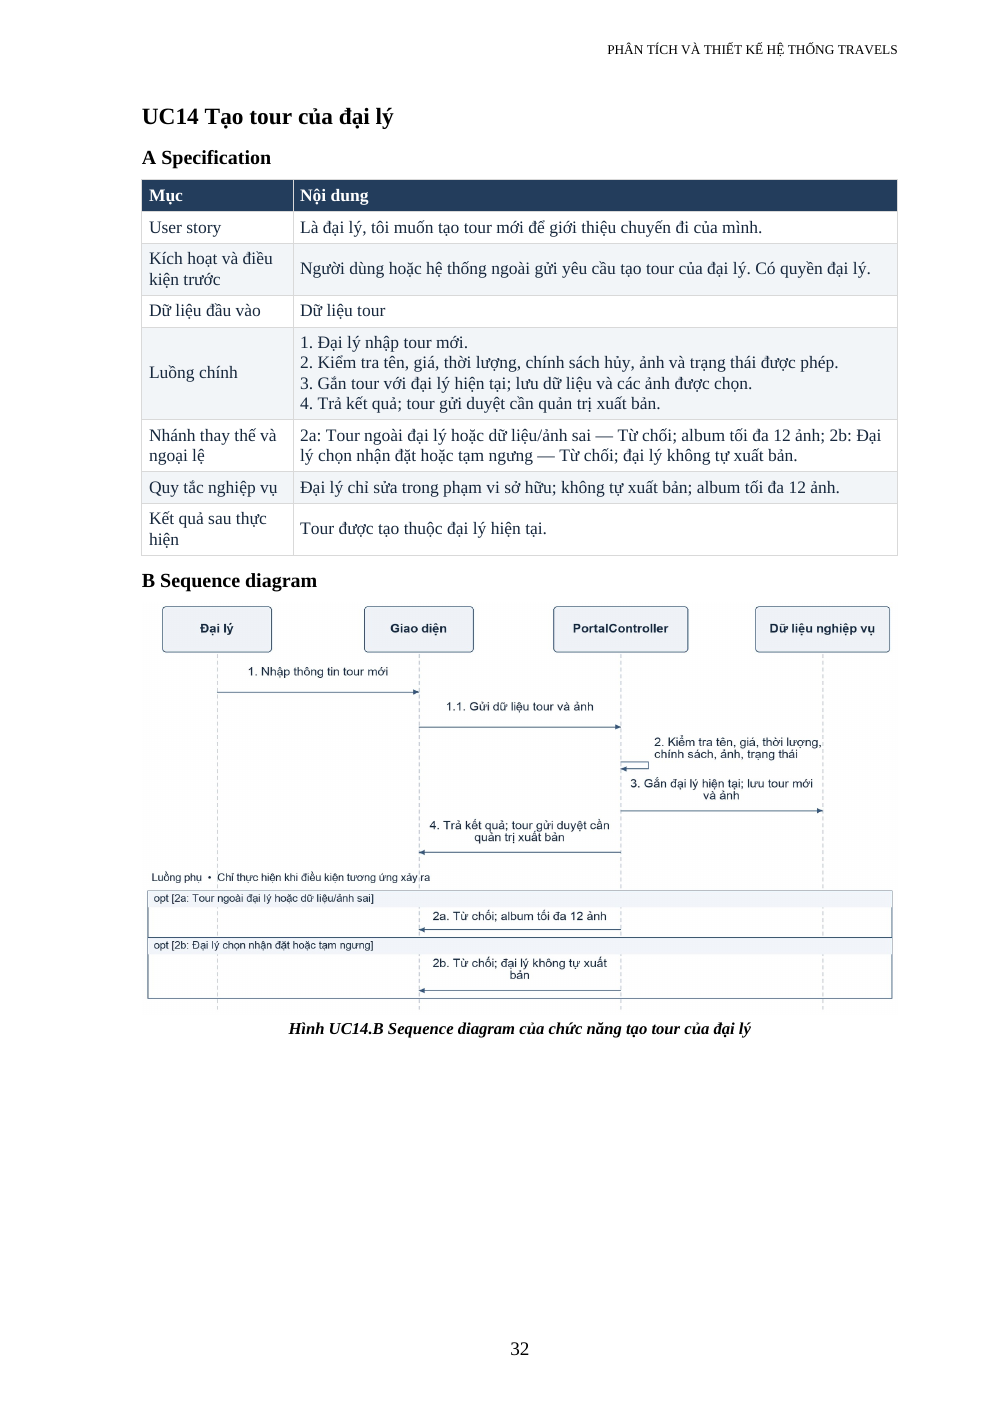 PHÂN TÍCH VÀ THIẾT KẾ HỆ THỐNG TRAVELS
UC14 Tạo tour của đại lý
A Specification
Mục
Nội dung
User story
Là đại lý, tôi muốn tạo tour mới để giới thiệu chuyến đi của mình.
Kích hoạt và điều
kiện trước
Người dùng hoặc hệ thống ngoài gửi yêu cầu tạo tour của đại lý. Có quyền đại lý.
Dữ liệu đầu vào
Dữ liệu tour
Luồng chính
1. Đại lý nhập tour mới.
2. Kiểm tra tên, giá, thời lượng, chính sách hủy, ảnh và trạng thái được phép.
3. Gắn tour với đại lý hiện tại; lưu dữ liệu và các ảnh được chọn.
4. Trả kết quả; tour gửi duyệt cần quản trị xuất bản.
Nhánh thay thế và
ngoại lệ
2a: Tour ngoài đại lý hoặc dữ liệu/ảnh sai — Từ chối; album tối đa 12 ảnh; 2b: Đại
lý chọn nhận đặt hoặc tạm ngưng — Từ chối; đại lý không tự xuất bản.
Quy tắc nghiệp vụ
Đại lý chỉ sửa trong phạm vi sở hữu; không tự xuất bản; album tối đa 12 ảnh.
Kết quả sau thực
hiện
Tour được tạo thuộc đại lý hiện tại.
B Sequence diagram
Đại lý
Giao diện
PortalController
Dữ liệu nghiệp vụ
1. Nhập thông tin tour mới
1.1. Gửi dữ liệu tour và ảnh
2. Kiểm tra tên, giá, thời lượng,
chính sách, ảnh, trạng thái
3. Gắn đại lý hiện tại; lưu tour mới
và ảnh
4. Trả kết quả; tour gửi duyệt cần
quản trị xuất bản
Luồng phụ • Chỉ thực hiện khi điều kiện tương ứng xảy ra
opt [2a: Tour ngoài đại lý hoặc dữ liệu/ảnh sai]
2a. Từ chối; album tối đa 12 ảnh
opt [2b: Đại lý chọn nhận đặt hoặc tạm ngưng]
2b. Từ chối; đại lý không tự xuất
bản
Hình UC14.B Sequence diagram của chức năng tạo tour của đại lý
32